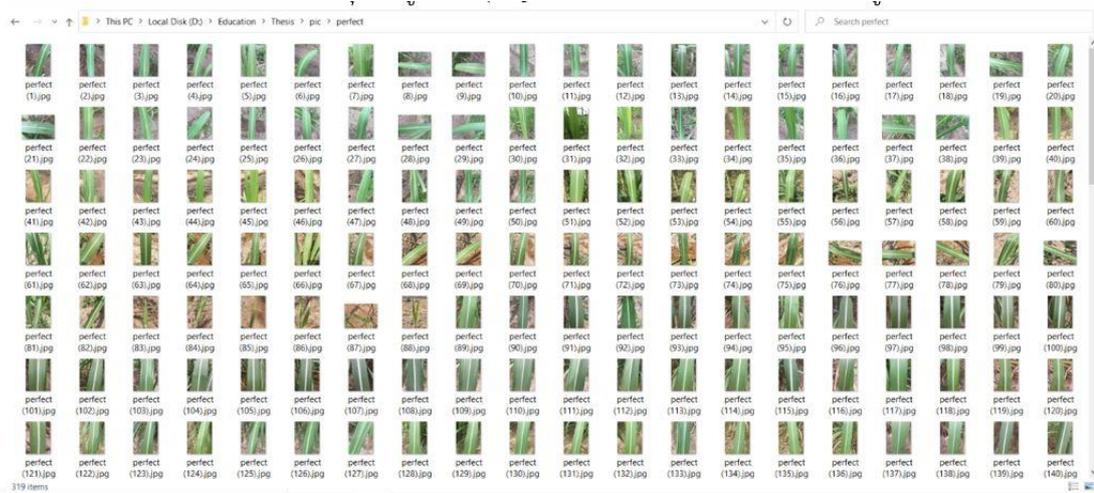 This PC > Local Disk (D:) > Education > Thesis > pic > perfect
Search perfect
perfect perfect perfect perfect perfect perfect perfect perfect perfect perfect perfect perfect perfect perfect perfect perfect perfect perfect perfect perfect
(1).jpg (2).jpg (3).jpg (4).jpg (5).jpg (6).jpg (7).jpg (8).jpg (9).jpg (10).jpg (11).jpg (12).jpg (13).jpg (14).jpg (15).jpg (16).jpg (17).jpg (18).jpg (19).jpg (20).jpg
perfect perfect perfect perfect perfect perfect perfect perfect perfect perfect perfect perfect perfect perfect perfect perfect perfect perfect perfect perfect
(21).jpg (22).jpg (23).jpg (24).jpg (25).jpg (26).jpg (27).jpg (28).jpg (29).jpg (30).jpg (31).jpg (32).jpg (33).jpg (34).jpg (35).jpg (36).jpg (37).jpg (38).jpg (39).jpg (40).jpg
perfect perfect perfect perfect perfect perfect perfect perfect perfect perfect perfect perfect perfect perfect perfect perfect perfect perfect perfect perfect
(41).jpg (42).jpg (43).jpg (44).jpg (45).jpg (46).jpg (47).jpg (48).jpg (49).jpg (50).jpg (51).jpg (52).jpg (53).jpg (54).jpg (55).jpg (56).jpg (57).jpg (58).jpg (59).jpg (60).jpg
perfect perfect perfect perfect perfect perfect perfect perfect perfect perfect perfect perfect perfect perfect perfect perfect perfect perfect perfect perfect
(61).jpg (62).jpg (63).jpg (64).jpg (65).jpg (66).jpg (67).jpg (68).jpg (69).jpg (70).jpg (71).jpg (72).jpg (73).jpg (74).jpg (75).jpg (76).jpg (77).jpg (78).jpg (79).jpg (80).jpg
perfect perfect perfect perfect perfect perfect perfect perfect perfect perfect perfect perfect perfect perfect perfect perfect perfect perfect perfect perfect
(81).jpg (82).jpg (83).jpg (84).jpg (85).jpg (86).jpg (87).jpg (88).jpg (89).jpg (90).jpg (91).jpg (92).jpg (93).jpg (94).jpg (95).jpg (96).jpg (97).jpg (98).jpg (99).jpg (100).jpg
perfect perfect perfect perfect perfect perfect perfect perfect perfect perfect perfect perfect perfect perfect perfect perfect perfect perfect perfect perfect
(101).jpg (102).jpg (103).jpg (104).jpg (105).jpg (106).jpg (107).jpg (108).jpg (109).jpg (110).jpg (111).jpg (112).jpg (113).jpg (114).jpg (115).jpg (116).jpg (117).jpg (118).jpg (119).jpg (120).jpg
perfect perfect perfect perfect perfect perfect perfect perfect perfect perfect perfect perfect perfect perfect perfect perfect perfect perfect perfect perfect
(121).jpg (122).jpg (123).jpg (124).jpg (125).jpg (126).jpg (127).jpg (128).jpg (129).jpg (130).jpg (131).jpg (132).jpg (133).jpg (134).jpg (135).jpg (136).jpg (137).jpg (138).jpg (139).jpg (140).jpg
319 items